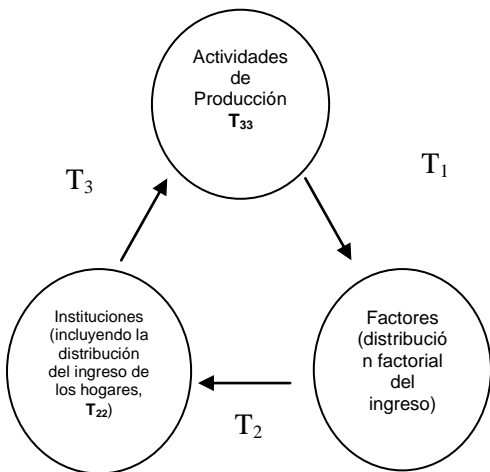 Actividades
de
Producción
T33
T3
T1
Instituciones
(incluyendo la
distribución
del ingreso de
los hogares,
T22)
Factores
(distribució
n factorial
del
ingreso)
T2